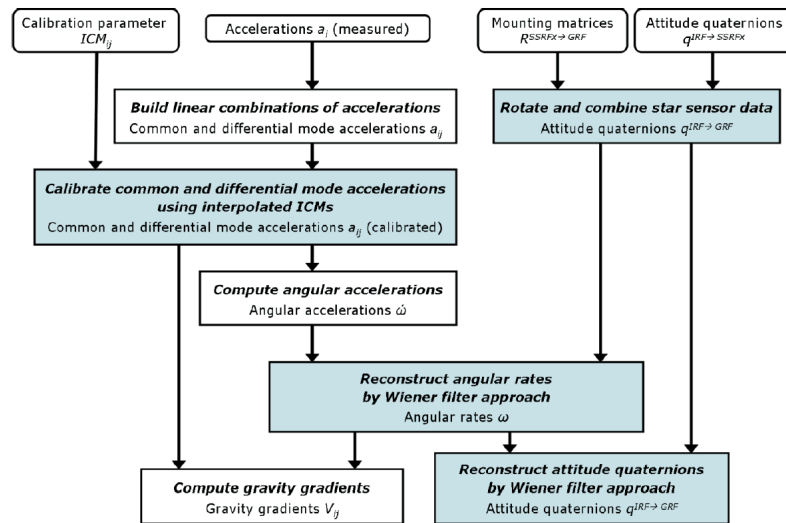 Calibration parameter
ICM_ij
Accelerations a_i (measured)
Mounting matrices
R^SSRFx→GRF
Attitude quaternions
q^IRF→SSRFx
Build linear combinations of accelerations
Common and differential mode accelerations a_ij
Rotate and combine star sensor data
Attitude quaternions q^IRF→GRF
Calibrate common and differential mode accelerations
using interpolated ICMs
Common and differential mode accelerations a_ij (calibrated)
Compute angular accelerations
Angular accelerations ω̇
Reconstruct angular rates
by Wiener filter approach
Angular rates ω
Compute gravity gradients
Gravity gradients V_ij
Reconstruct attitude quaternions
by Wiener filter approach
Attitude quaternions q^IRF→GRF